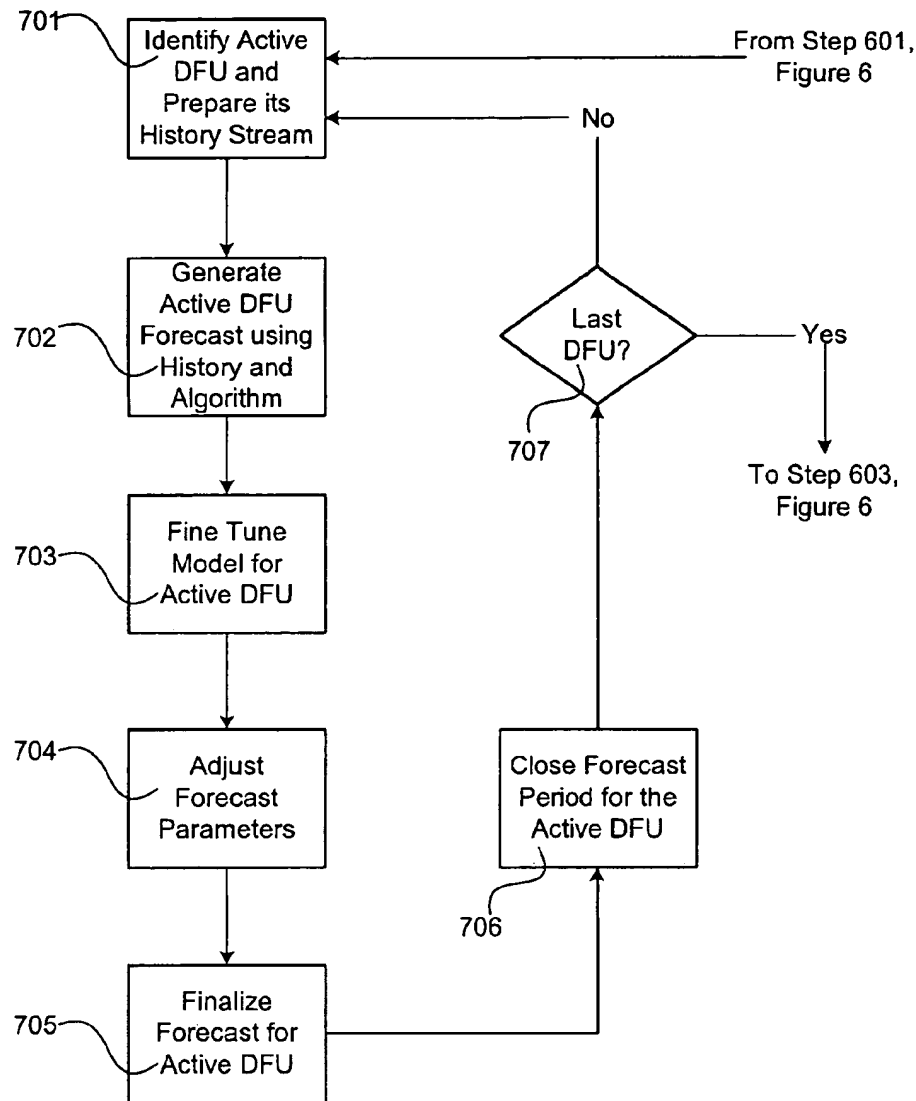 701
Identify Active
DFU and
Prepare its
History Stream
From Step 601,
Figure 6
No
702
Generate
Active DFU
Forecast using
History and
Algorithm
Last
DFU?
707
Yes
To Step 603,
Figure 6
703
Fine Tune
Model for
Active DFU
704
Adjust
Forecast
Parameters
Close Forecast
Period for the
Active DFU
706
705
Finalize
Forecast for
Active DFU